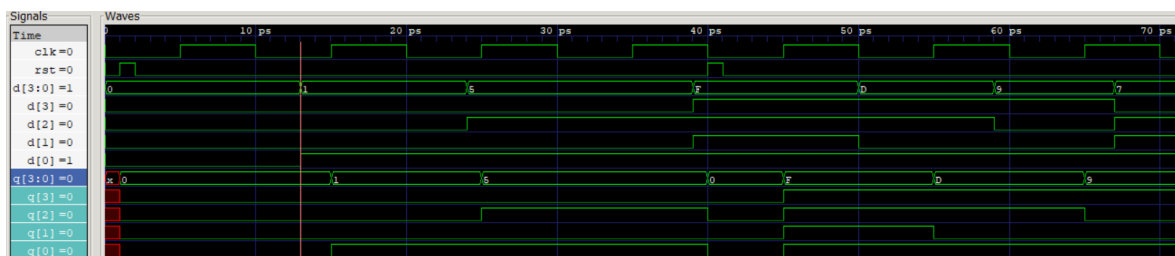 Signals
Waves
Time
0 10 ps 20 ps 30 ps 40 ps 50 ps 60 ps 70 ps
clk=0
rst=0
d[3:0]=1 0 1 5 F D 9 7
d[3]=0
d[2]=0
d[1]=0
d[0]=1
q[3:0]=0 x 0 1 5 0 F D 9
q[3]=0
q[2]=0
q[1]=0
q[0]=0